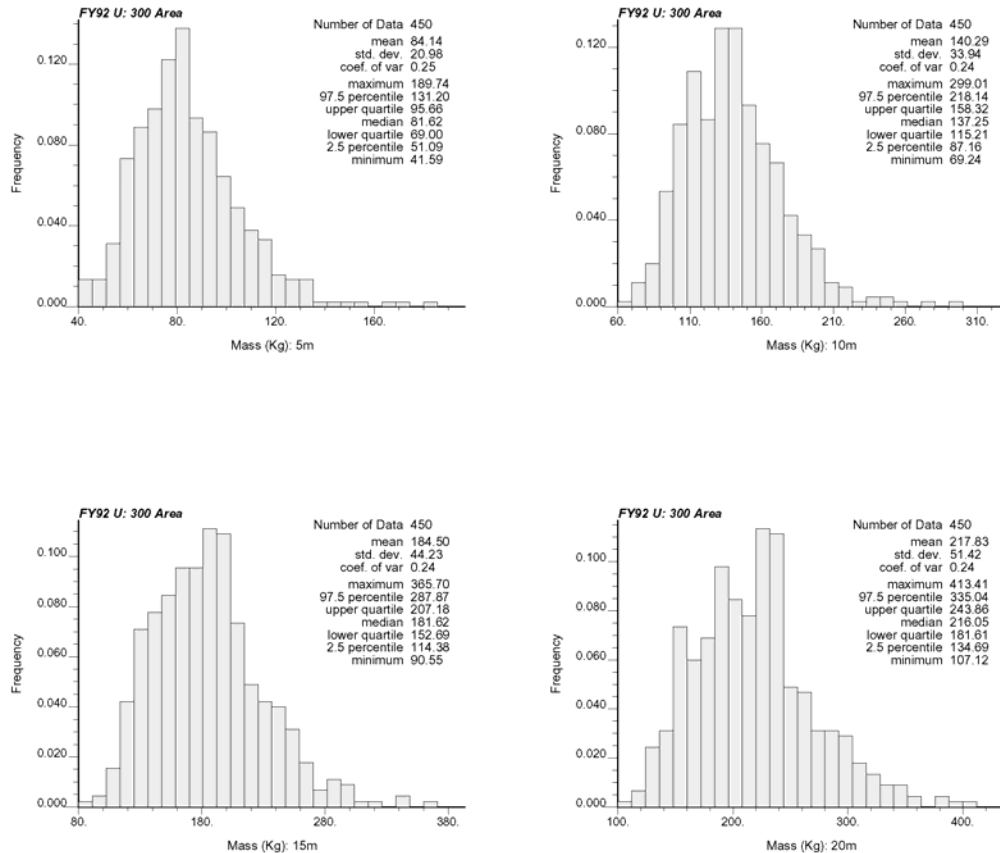 FY92 U: 300 Area
Number of Data 450
mean 84.14
std. dev. 20.98
coef. of var 0.25
maximum 189.74
97.5 percentile 131.20
upper quartile 95.66
median 81.62
lower quartile 69.00
2.5 percentile 51.09
minimum 41.59
Frequency
0.120
0.080
0.040
0.000
40. 80. 120. 160.
Mass (Kg): 5m
FY92 U: 300 Area
Number of Data 450
mean 140.29
std. dev. 33.94
coef. of var 0.24
maximum 299.01
97.5 percentile 218.14
upper quartile 158.32
median 137.25
lower quartile 115.21
2.5 percentile 87.16
minimum 69.24
Frequency
0.120
0.080
0.040
0.000
60. 110. 160. 210. 260. 310.
Mass (Kg): 10m
FY92 U: 300 Area
Number of Data 450
mean 184.50
std. dev. 44.23
coef. of var 0.24
maximum 365.70
97.5 percentile 287.87
upper quartile 207.18
median 181.62
lower quartile 152.69
2.5 percentile 114.38
minimum 90.55
Frequency
0.100
0.080
0.060
0.040
0.020
0.000
80. 180. 280. 380.
Mass (Kg): 15m
FY92 U: 300 Area
Number of Data 450
mean 217.83
std. dev. 51.42
coef. of var 0.24
maximum 413.41
97.5 percentile 335.04
upper quartile 243.86
median 216.05
lower quartile 181.61
2.5 percentile 134.69
minimum 107.12
Frequency
0.100
0.080
0.060
0.040
0.020
0.000
100. 200. 300. 400.
Mass (Kg): 20m